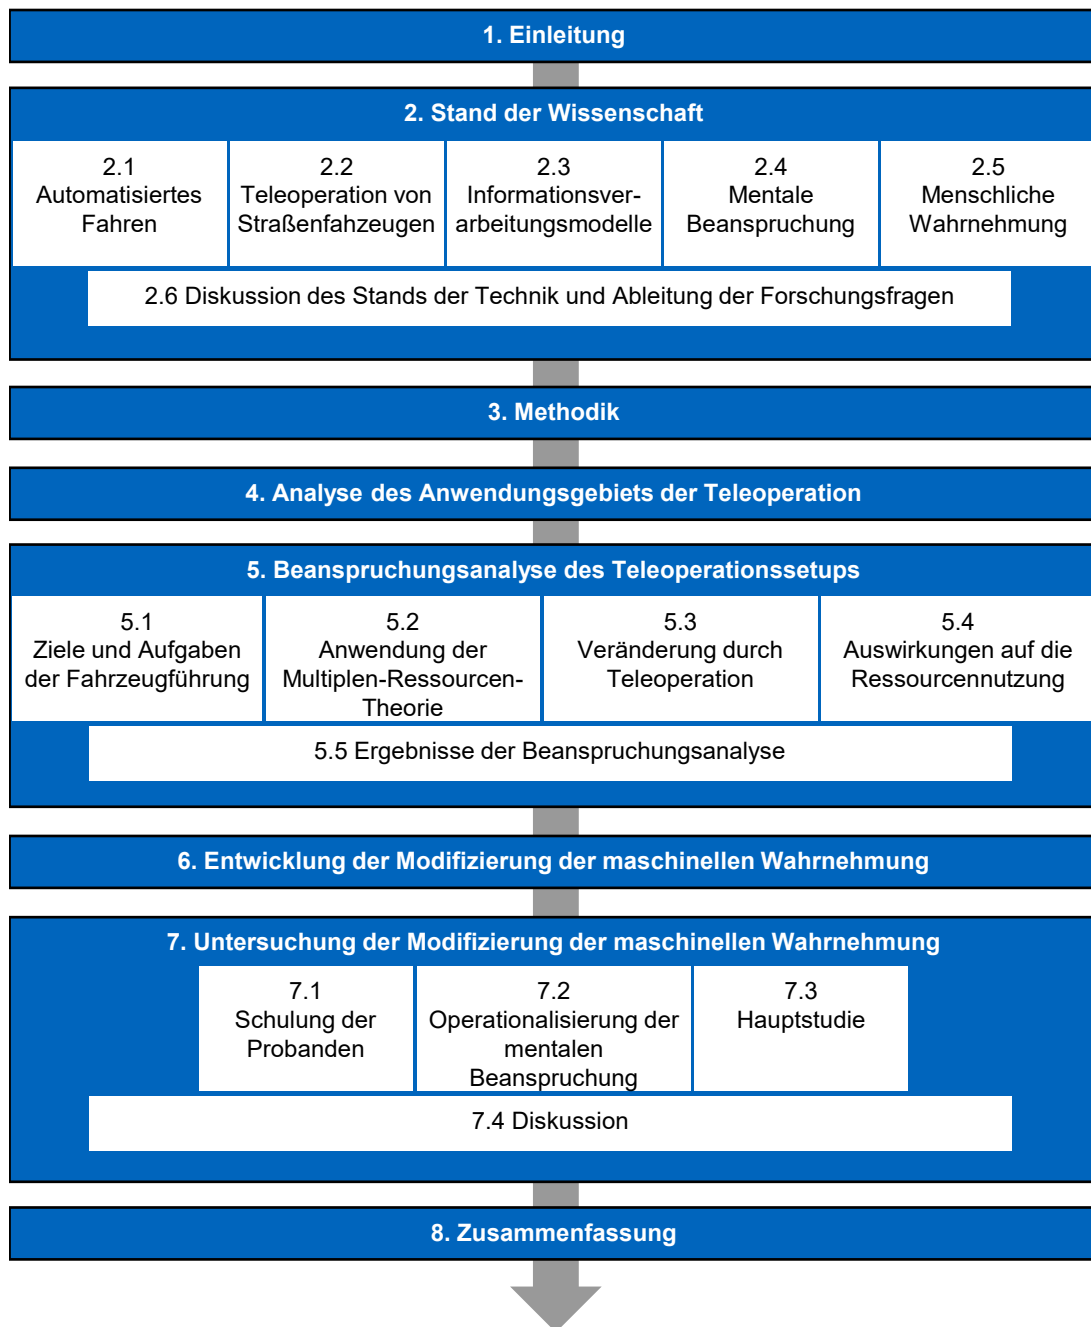 1. Einleitung
2. Stand der Wissenschaft
2.1
Automatisiertes
Fahren
2.2
Teleoperation von
Straßenfahrzeugen
2.3
Informationsver-
arbeitungsmodelle
2.4
Mentale
Beanspruchung
2.5
Menschliche
Wahrnehmung
2.6 Diskussion des Stands der Technik und Ableitung der Forschungsfragen
3. Methodik
4. Analyse des Anwendungsgebiets der Teleoperation
5. Beanspruchungsanalyse des Teleoperationssetups
5.1
Ziele und Aufgaben
der Fahrzeugführung
5.2
Anwendung der
Multiplen-Ressourcen-
Theorie
5.3
Veränderung durch
Teleoperation
5.4
Auswirkungen auf die
Ressourcennutzung
5.5 Ergebnisse der Beanspruchungsanalyse
6. Entwicklung der Modifizierung der maschinellen Wahrnehmung
7. Untersuchung der Modifizierung der maschinellen Wahrnehmung
7.1
Schulung der
Probanden
7.2
Operationalisierung der
mentalen
Beanspruchung
7.3
Hauptstudie
7.4 Diskussion
8. Zusammenfassung